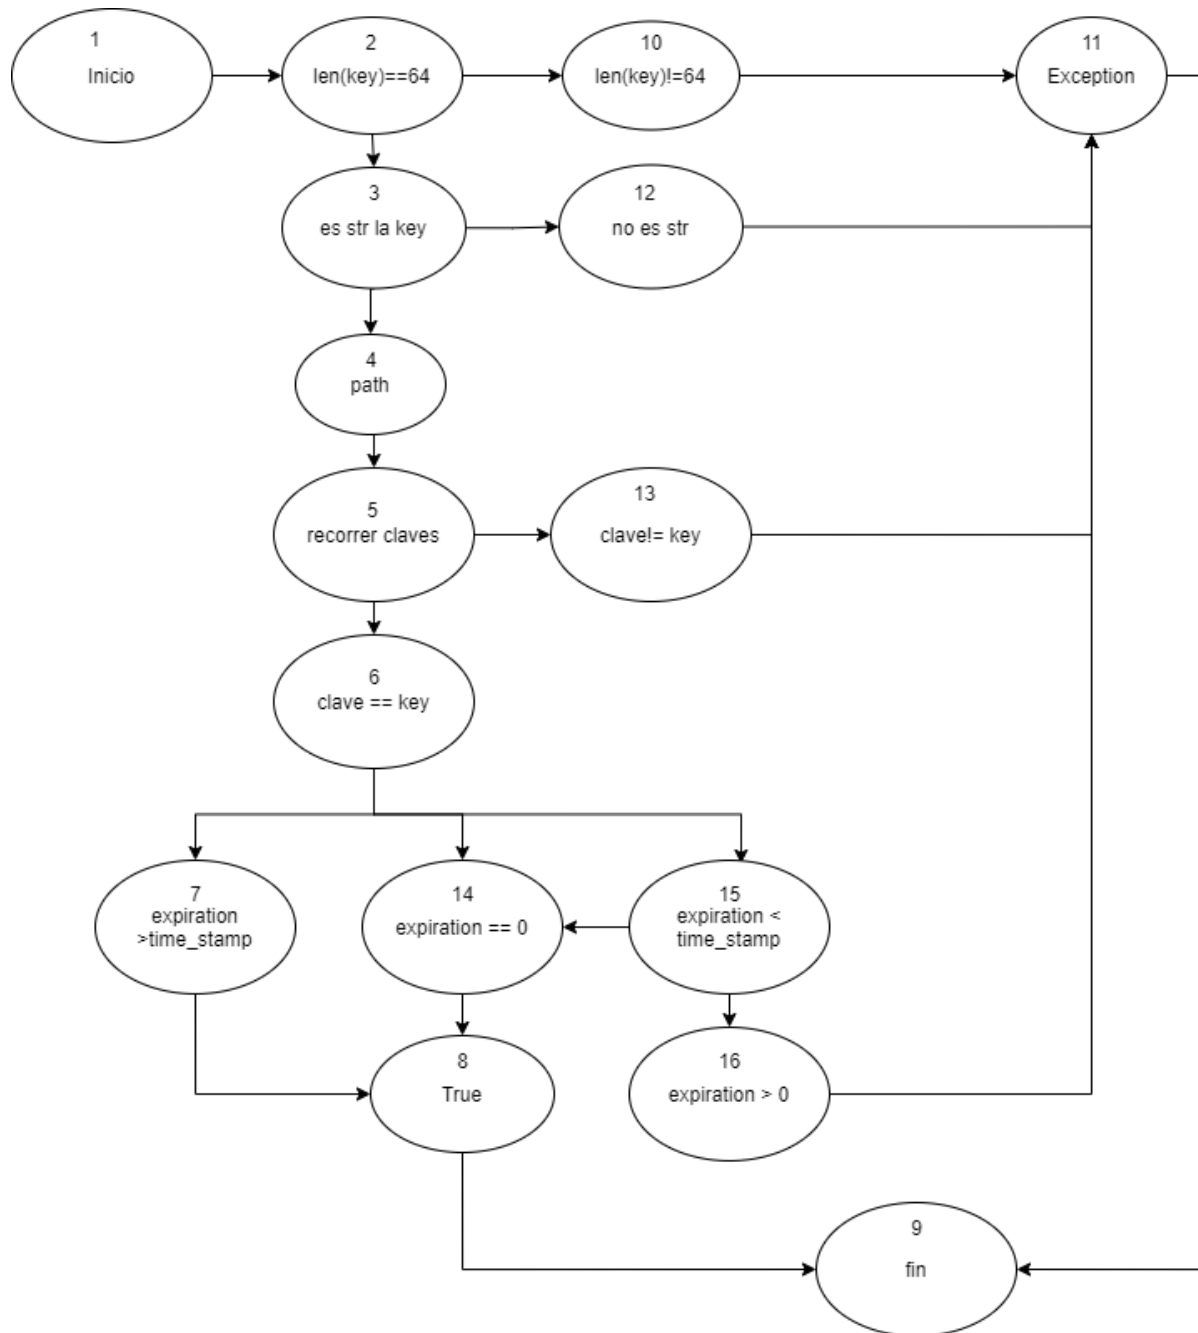 1
Inicio
2
len(key)==64
10
len(key)!=64
11
Exception
3
es str la key
12
no es str
4
path
5
recorrer claves
13
clave!= key
6
clave == key
7
expiration
>time_stamp
14
expiration == 0
15
expiration <
time_stamp
8
True
16
expiration > 0
9
fin